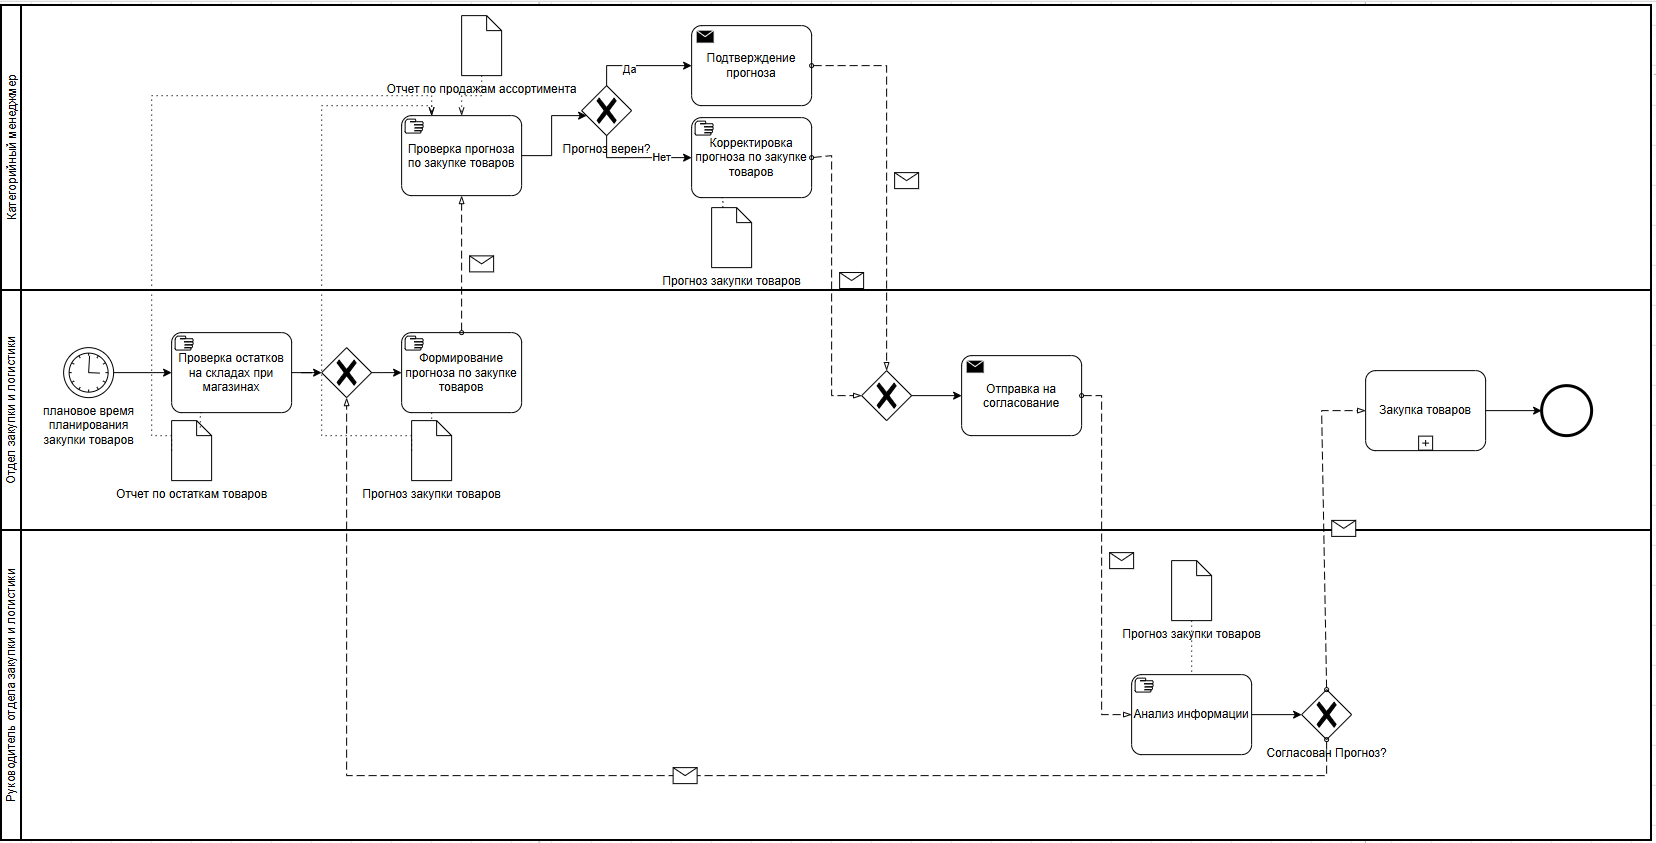 Категорийный менеджмер
Отчет по продажам ассортимента
Проверка прогноза
по закупке товаров
Прогноз верен?
Да
Нет
Подтверждение
прогноза
Корректировка
прогноза по закупке
товаров
Прогноз закупки товаров
Отдел закупки и логистики
плановое время
планирования
закупки товаров
Проверка остатков
на складах при
магазинах
Отчет по остаткам товаров
Формирование
прогноза по закупке
товаров
Прогноз закупки товаров
Отправка на
согласование
Закупка товаров
Руководитель отдела закупки и логистики
Прогноз закупки товаров
Анализ информации
Согласован Прогноз?